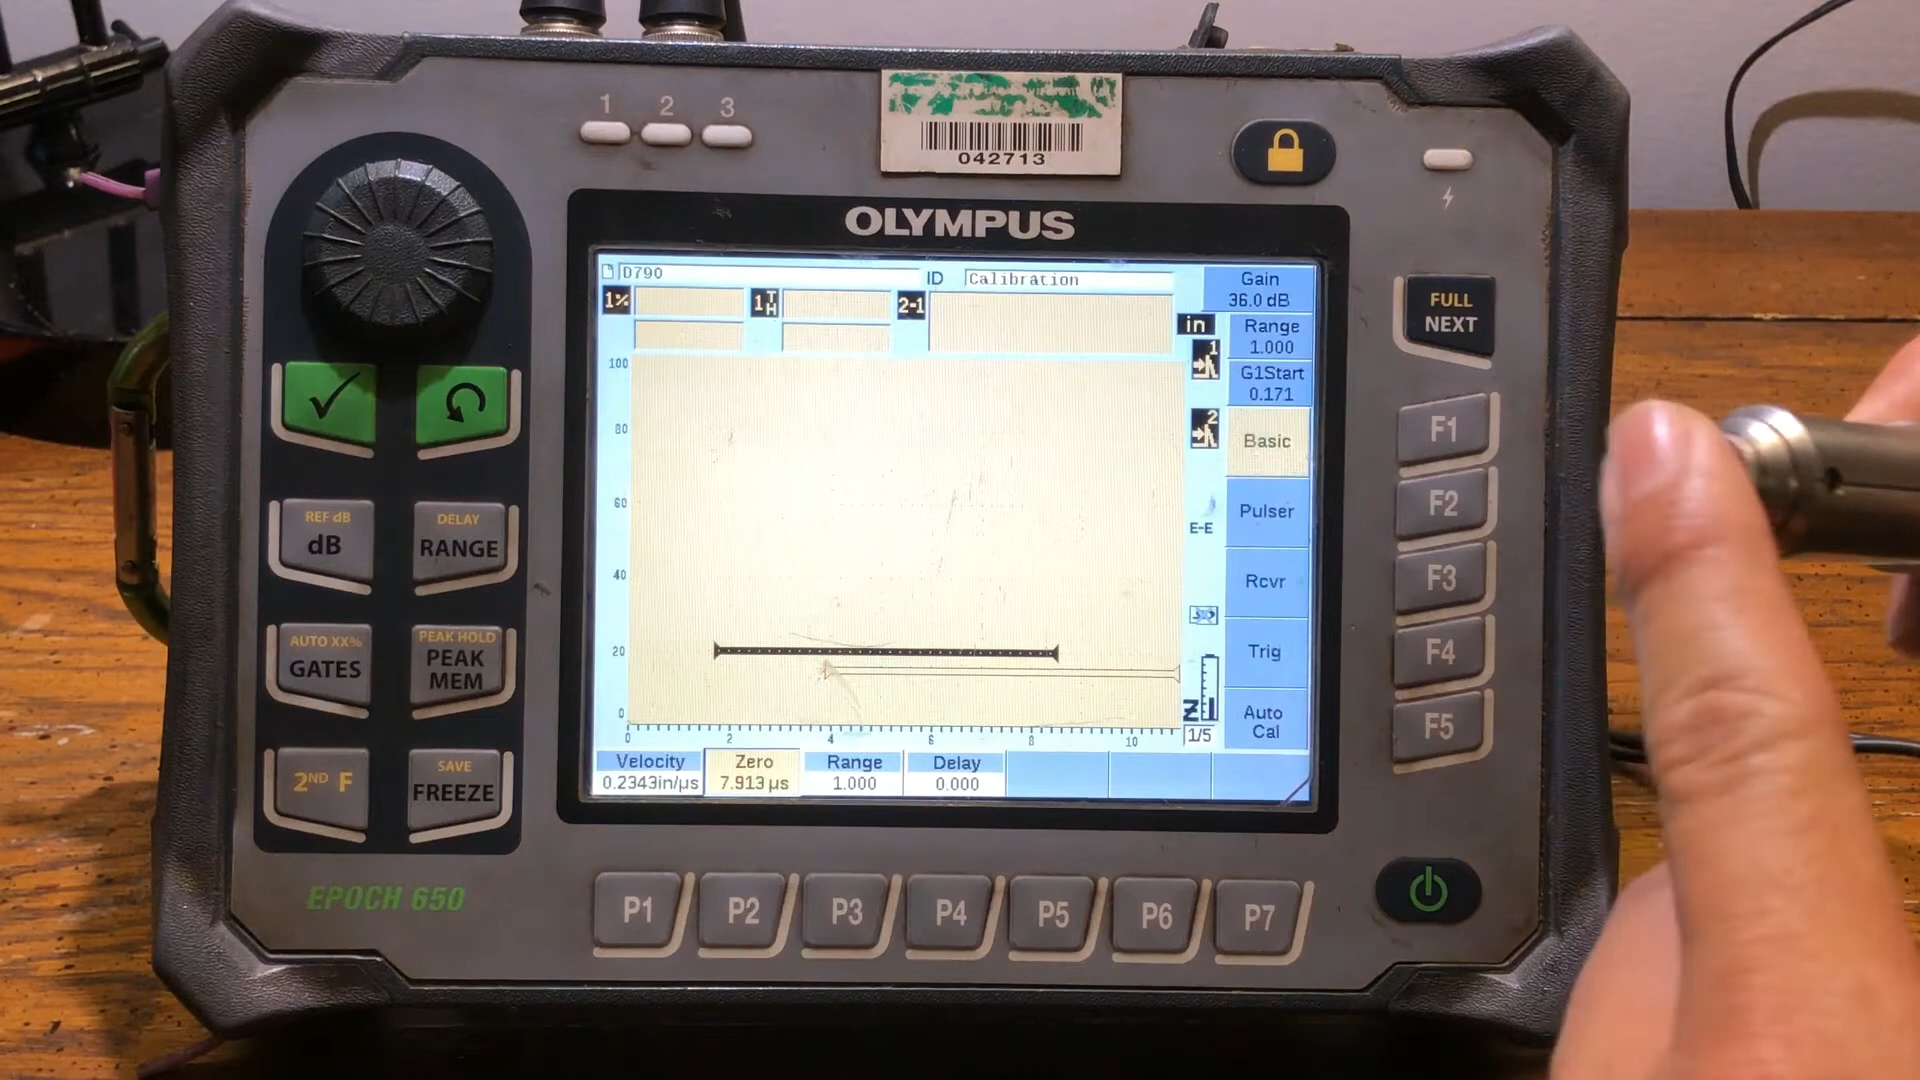 1 2 3
042713
OLYMPUS
D790 ID Calibration
1% 1TH 2-1
in
Gain
36.0 dB
Range
1.000
G1Start
0.171
1
2
Basic
Pulser
E-E
Rcvr
Trig
Auto
Cal
N
1/5
100
80
60
40
20
0
0 2 4 6 8 10
Velocity Zero Range Delay
0.2343in/µs 7.913 µs 1.000 0.000
REF dB
dB
DELAY
RANGE
AUTO XX%
GATES
PEAK HOLD
PEAK
MEM
2ND F
SAVE
FREEZE
FULL
NEXT
F1
F2
F3
F4
F5
EPOCH 650
P1 P2 P3 P4 P5 P6 P7